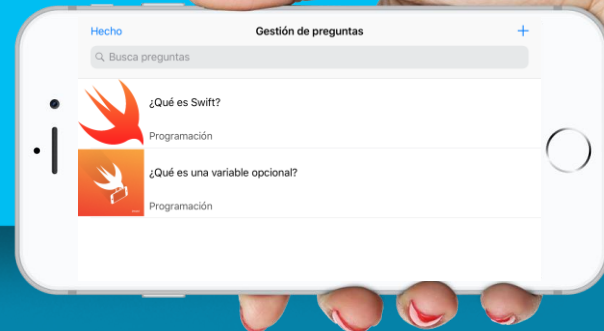 Hecho
Gestión de preguntas
+
Busca preguntas
¿Qué es Swift?
Programación
¿Qué es una variable opcional?
Programación